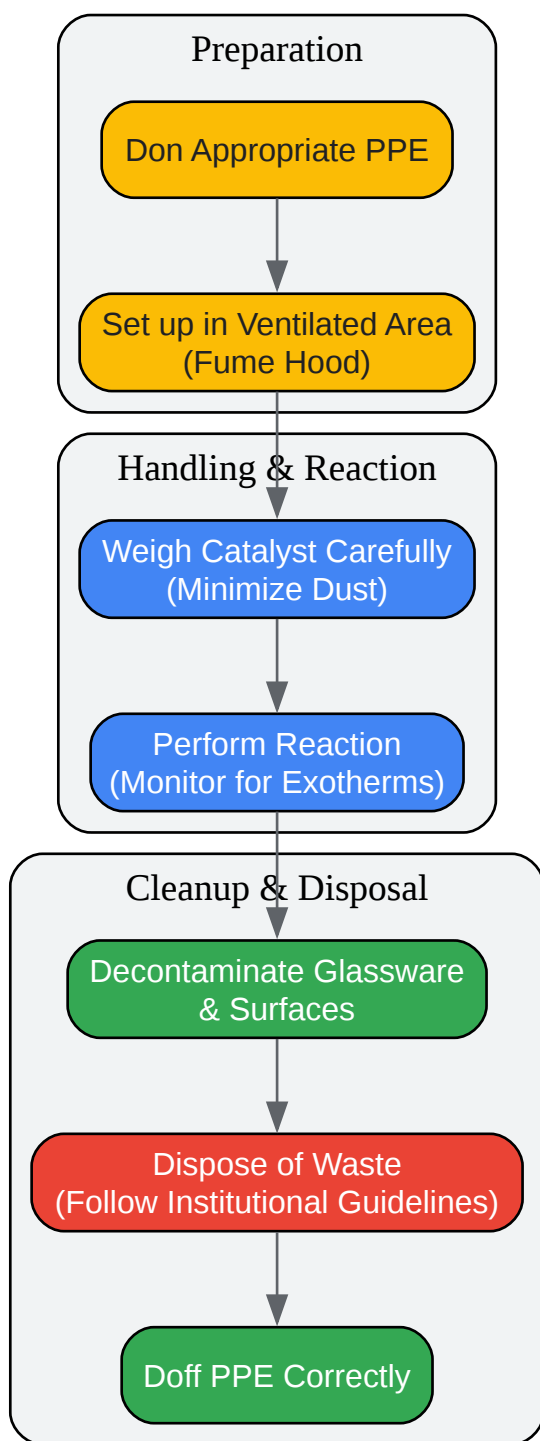 Preparation
Don Appropriate PPE
Set up in Ventilated Area
(Fume Hood)
Handling & Reaction
Weigh Catalyst Carefully
(Minimize Dust)
Perform Reaction
(Monitor for Exotherms)
Cleanup & Disposal
Decontaminate Glassware
& Surfaces
Dispose of Waste
(Follow Institutional Guidelines)
Doff PPE Correctly